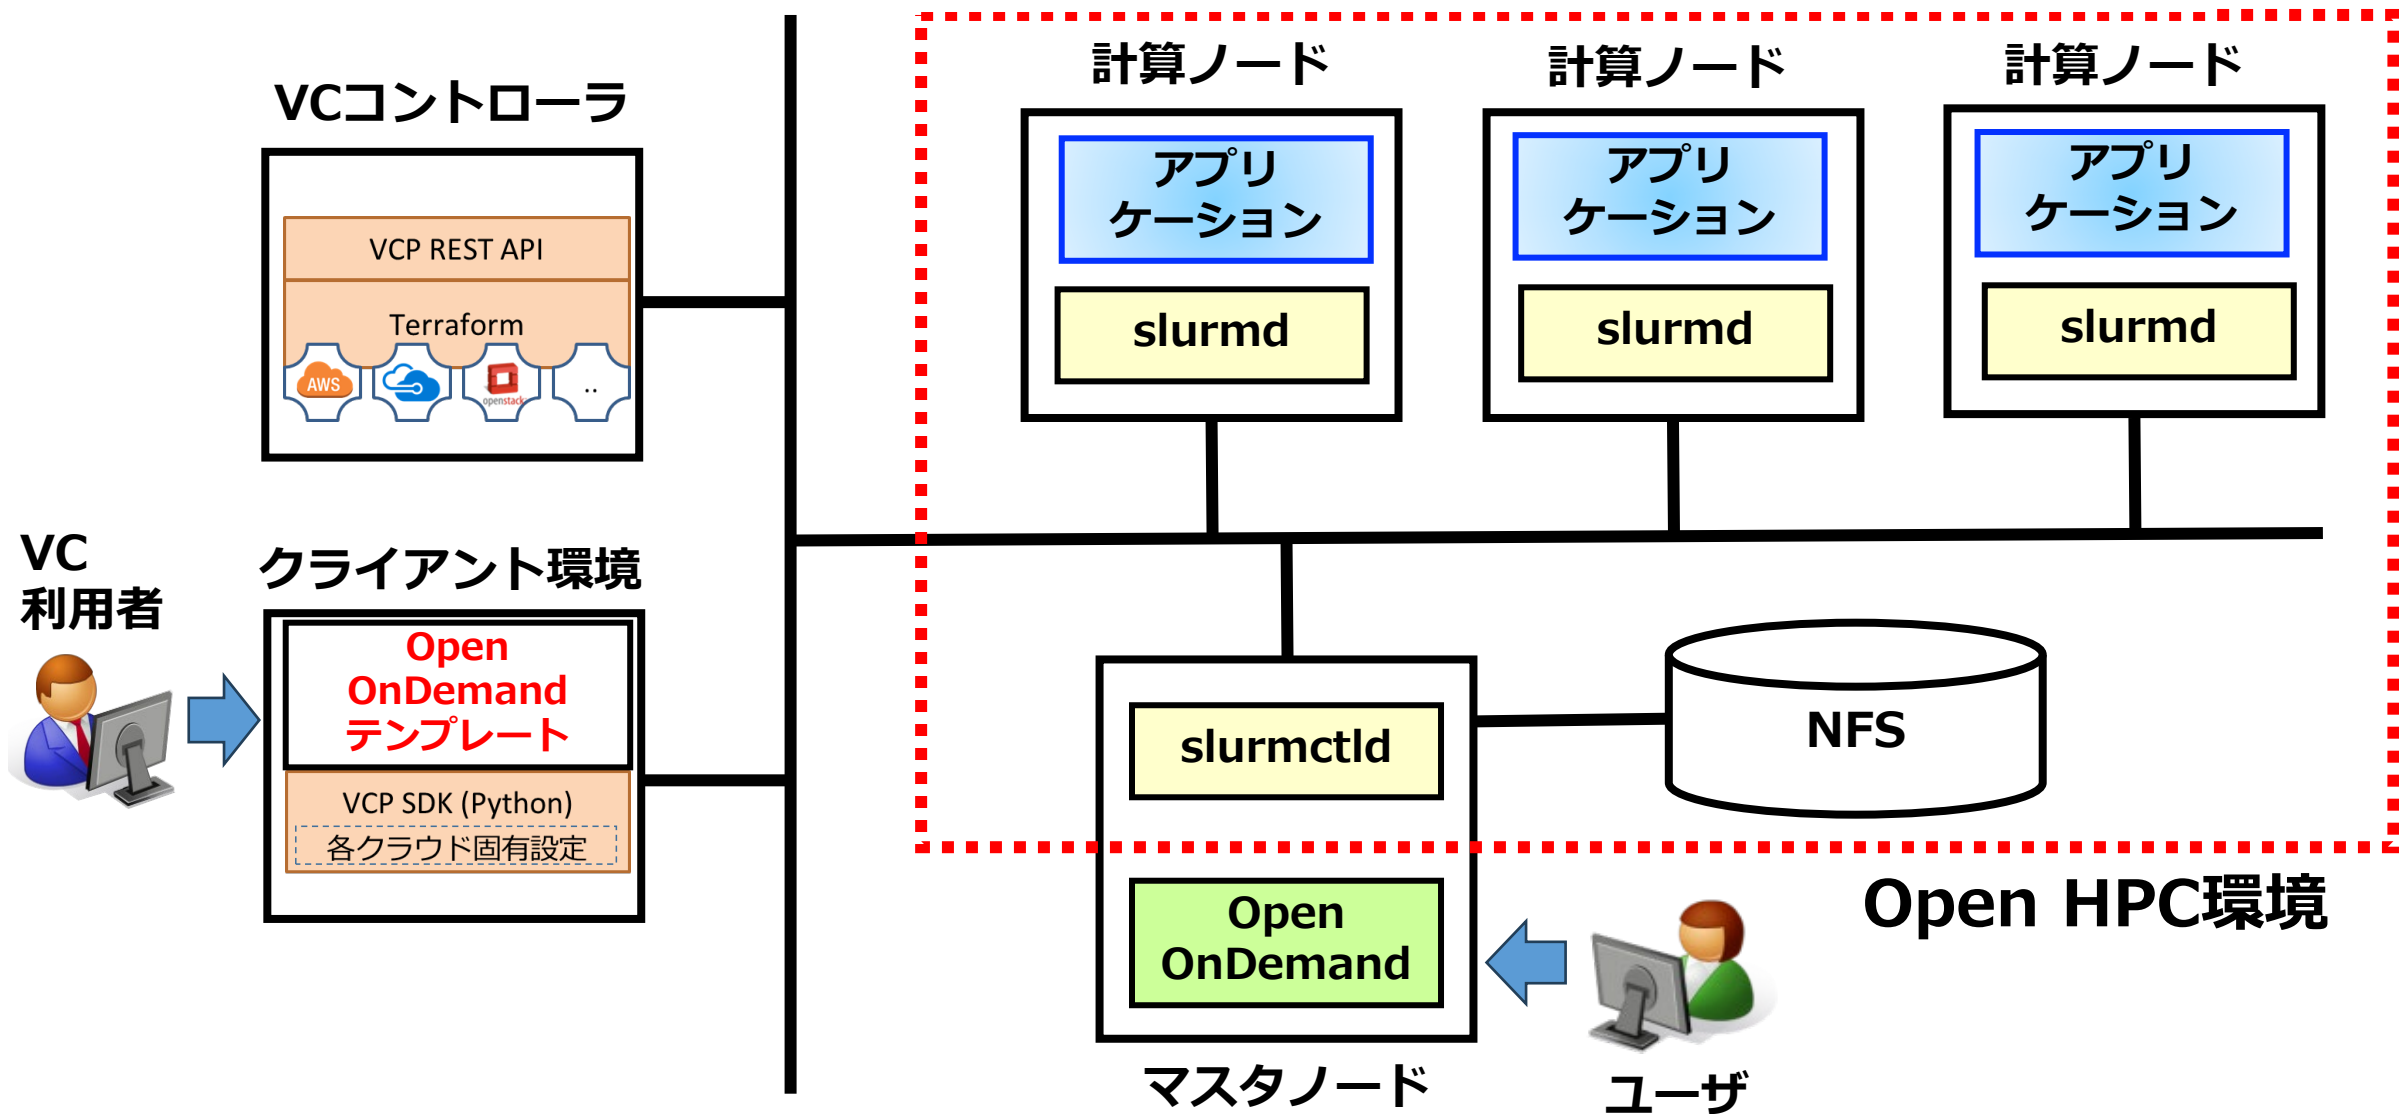 VCコントローラ
VCP REST API
Terraform
AWS
openstack
..
VC
利用者
クライアント環境
Open
OnDemand
テンプレート
VCP SDK (Python)
各クラウド固有設定
計算ノード
アプリ
ケーション
slurmd
計算ノード
アプリ
ケーション
slurmd
計算ノード
アプリ
ケーション
slurmd
slurmctld
NFS
Open HPC環境
Open
OnDemand
マスタノード
ユーザ